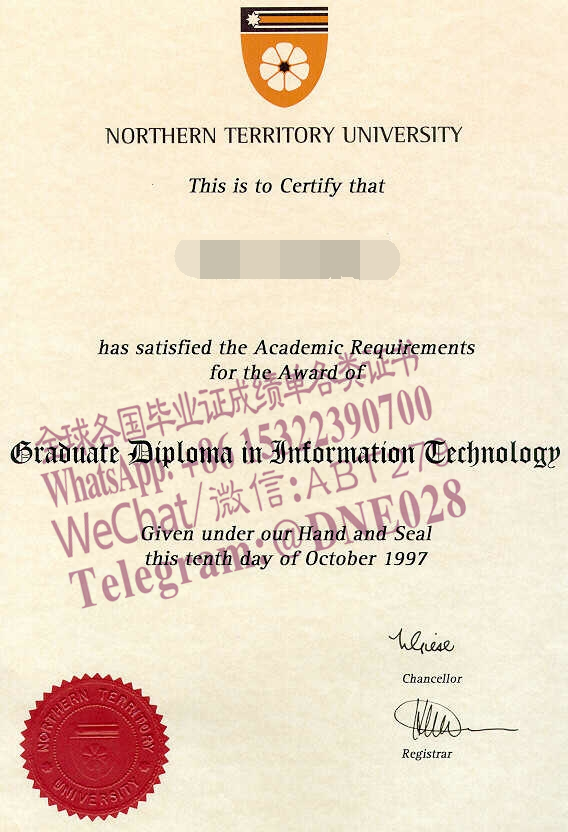 NORTHERN TERRITORY UNIVERSITY
This is to Certify that
has satisfied the Academic Requirements
for the Award of
全球各国毕业证成绩单各类证书
WhatsApp: +86 15322390700
Graduate Diploma in Information Technology
WeChat/微信:ABT270
Given under our Hand and Seal
this tenth day of October 1997
Telegram: @DNF028
Chancellor
Registrar
NORTHERN TERRITORY
UNIVERSITY